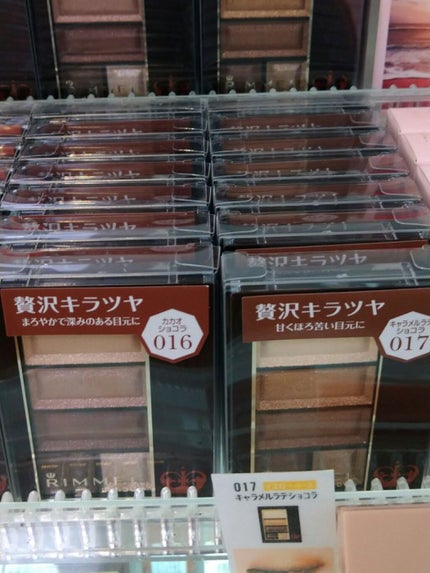 贅沢キラツヤ
まろやかで深みのある目元に
カカオ
ショコラ
016
RIMME
贅沢キラツヤ
甘くほろ苦い目元に
キャラメルラテ
ショコラ
017
017
キャラメルラテショコラ